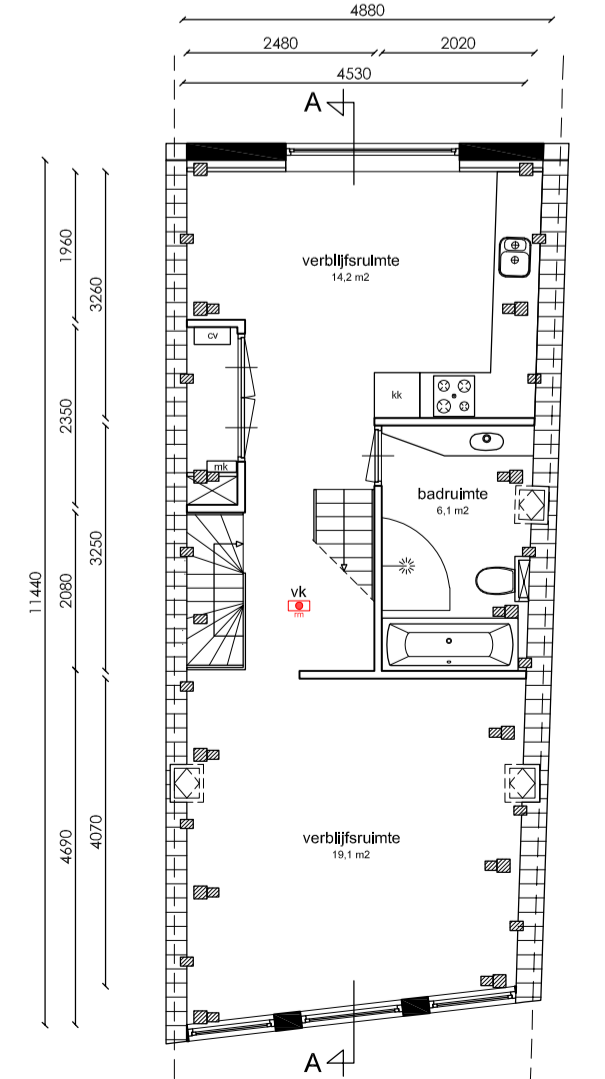 4880
2480
2020
4530
A
verblijfsruimte
14,2 m2
1960
3260
cv
kk
2350
mk
badruimte
6,1 m2
3250
11440
2080
vk
rm
4690
4070
verblijfsruimte
19,1 m2
A